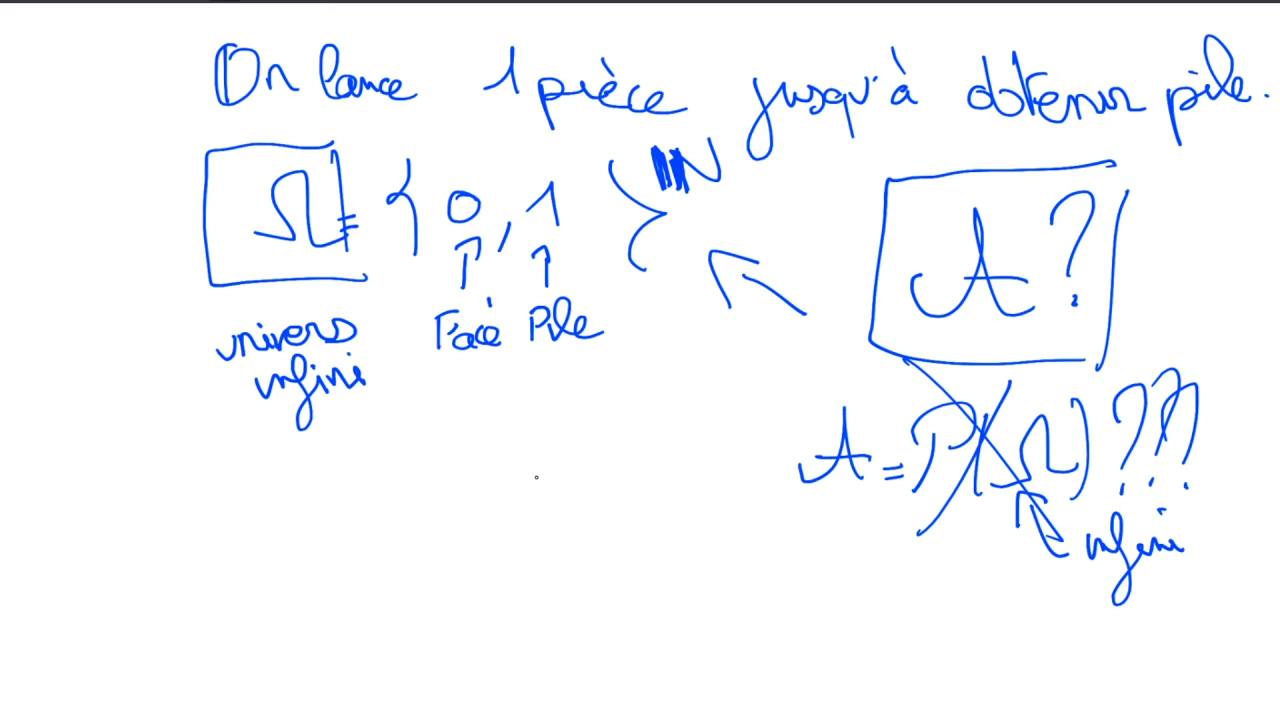 On lance 1 pièce jusqu'à obtenir pile.
Ω = { 0 , 1 }^ℕ
↑ ↑
Face Pile
univers
infini
𝒜 ?
𝒜 = P(Ω) ???
infini